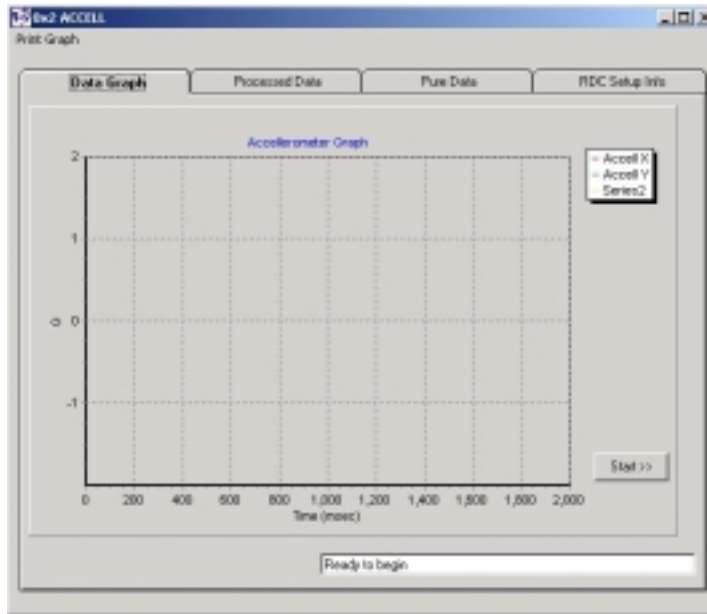 0x2 ACCELL
Print Graph
Data Graph
Processed Data
Pure Data
RDC Setup Info
Accellerometer Graph
Accell X
Accell Y
Series2
2
1
0
-1
G
0 200 400 600 800 1,000 1,200 1,400 1,600 1,800 2,000
Time (msec)
Start >>
Ready to begin